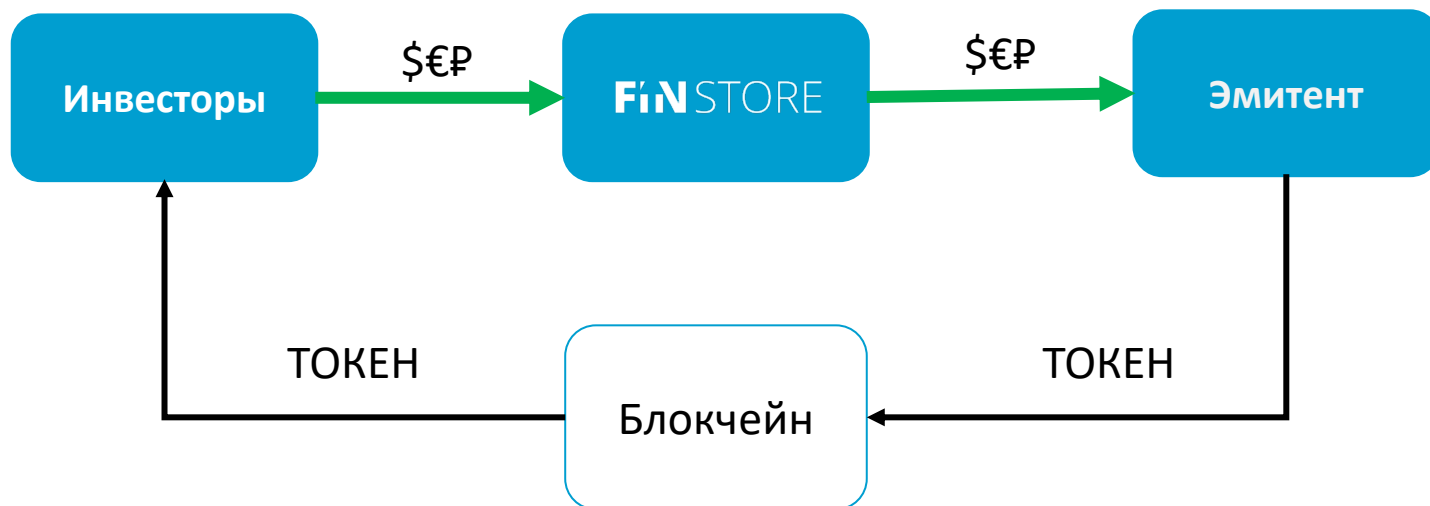 $€₽
$€₽
Инвесторы
FIN STORE
Эмитент
ТОКЕН
ТОКЕН
Блокчейн